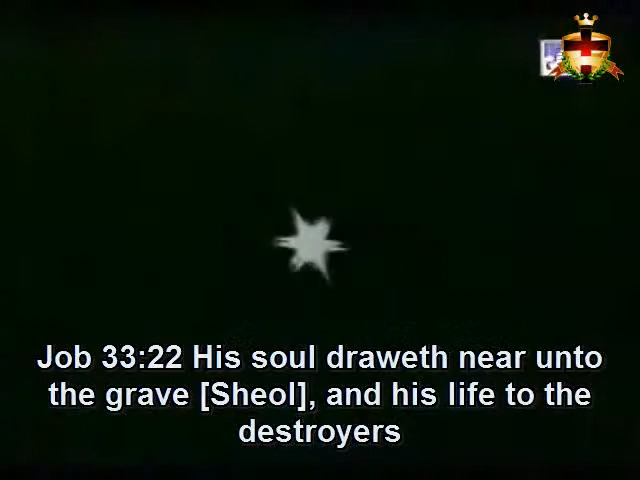 Job 33:22 His soul draweth near unto
the grave [Sheol], and his life to the
destroyers